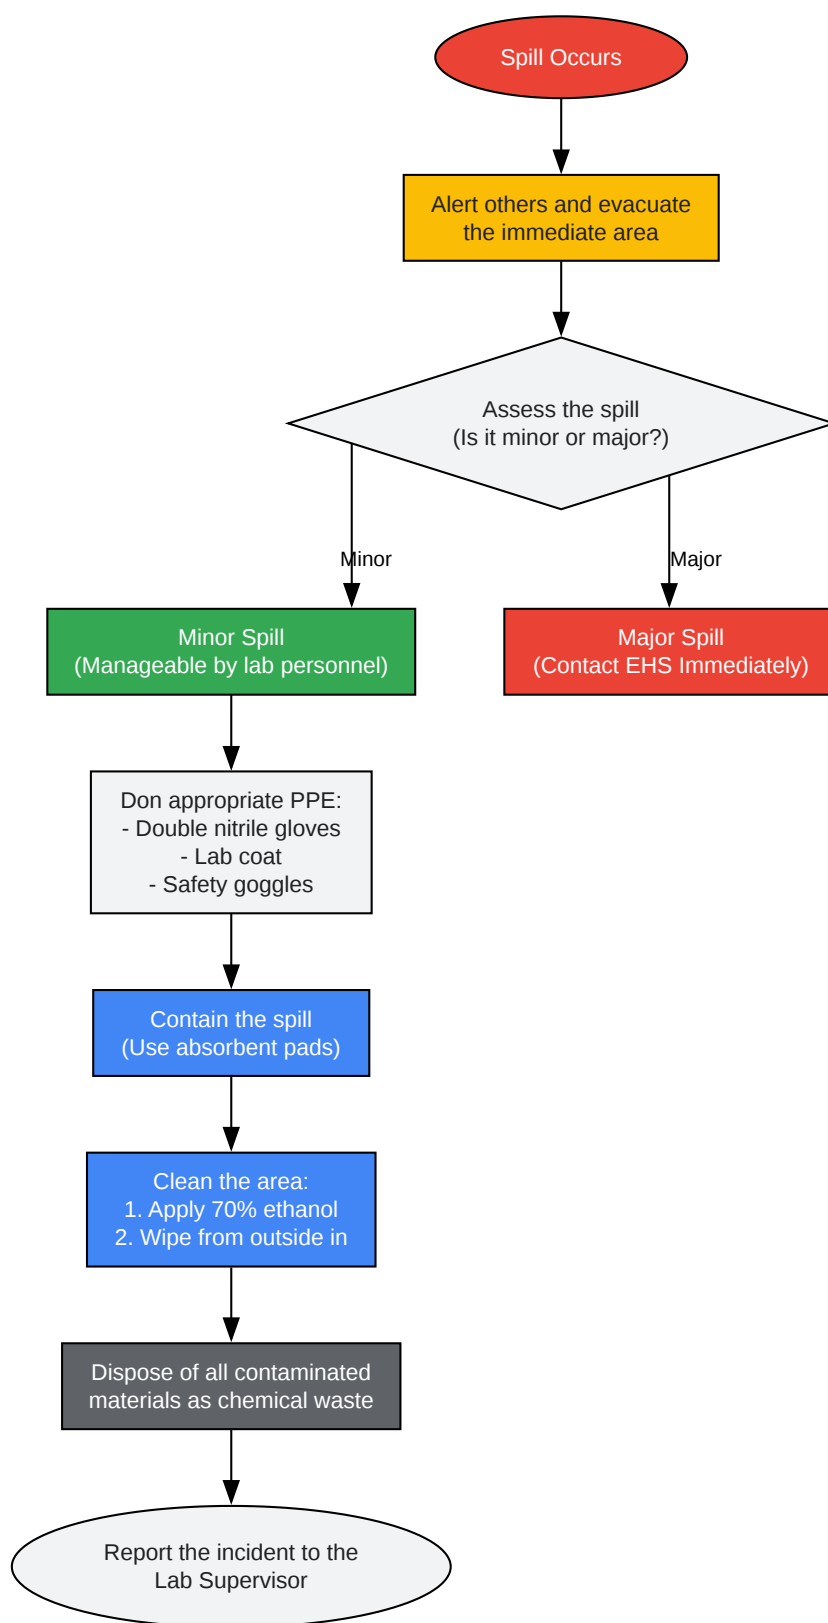 Spill Occurs
Alert others and evacuate
the immediate area
Assess the spill
(Is it minor or major?)
Minor
Major
Minor Spill
(Manageable by lab personnel)
Major Spill
(Contact EHS Immediately)
Don appropriate PPE:
- Double nitrile gloves
- Lab coat
- Safety goggles
Contain the spill
(Use absorbent pads)
Clean the area:
1. Apply 70% ethanol
2. Wipe from outside in
Dispose of all contaminated
materials as chemical waste
Report the incident to the
Lab Supervisor